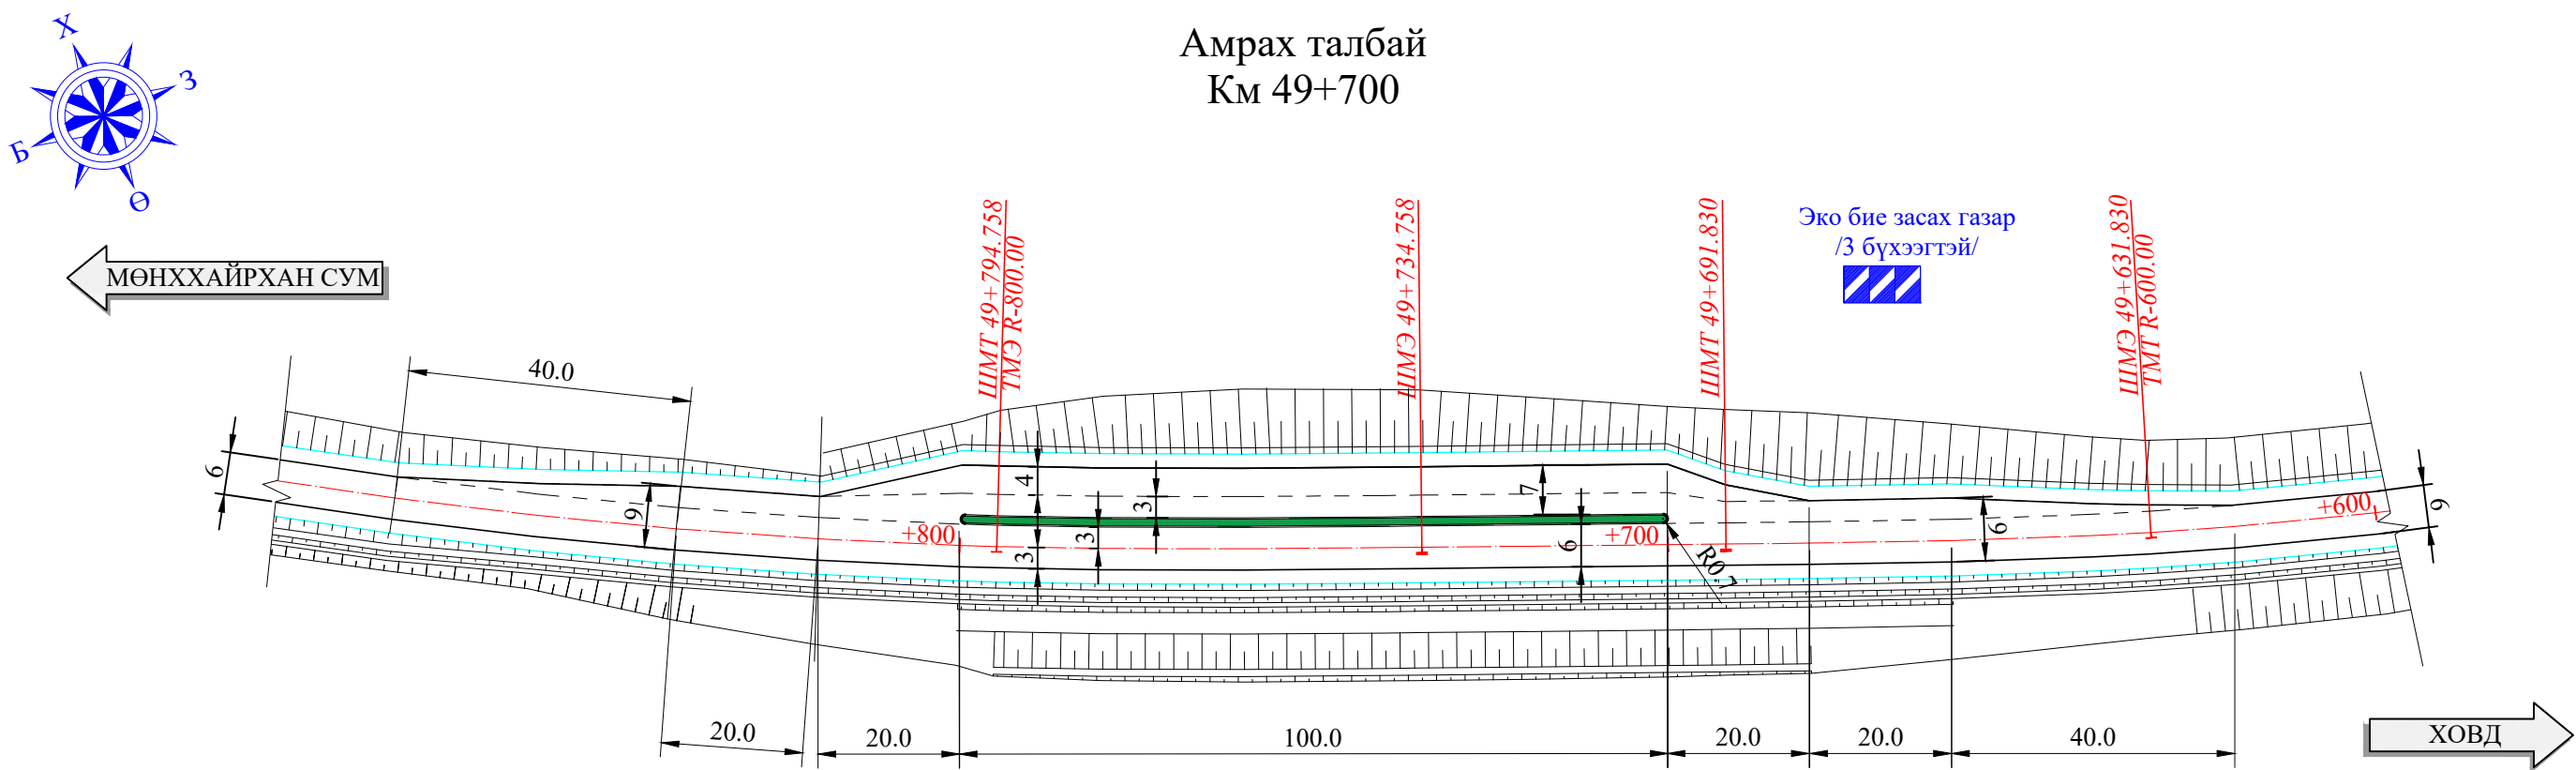 Амрах талбай
Км 49+700
Х
З
Б
Ө
МӨНХХАЙРХАН СУМ
ШМТ 49+794.758
ТМЭ R-800.00
ШМЭ 49+734.758
ШМТ 49+691.830
Эко бие засах газар
/3 бүхээгтэй/
ШМЭ 49+631.830
ТМТ R-600.00
40.0
6
9
4
3
3
3
7
6
9
6
+800
+700
+600
R0.7
20.0
20.0
100.0
20.0
20.0
40.0
ХОВД